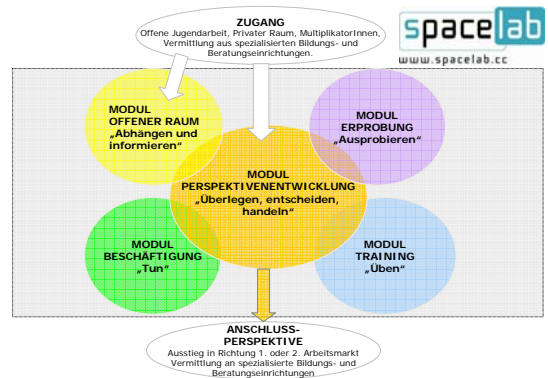 ZUGANG
Offene Jugendarbeit, Privater Raum, MultiplikatorInnen,
Vermittlung aus spezialisierten Bildungs- und
Beratungseinrichtungen.
spacelab
www.spacelab.cc
MODUL
OFFENER RAUM
„Abhängen und
informieren“
MODUL
ERPROBUNG
„Ausprobieren“
MODUL
PERSPEKTIVENENTWICKLUNG
„Überlegen, entscheiden,
handeln“
MODUL
BESCHÄFTIGUNG
„Tun“
MODUL
TRAINING
„Üben“
ANSCHLUSS-
PERSPEKTIVE
Ausstieg in Richtung 1. oder 2. Arbeitsmarkt
Vermittlung an spezialisierte Bildungs- und
Beratungseinrichtungen